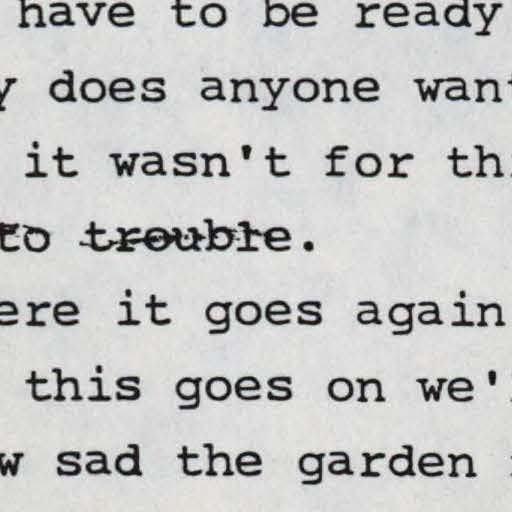 have to be ready
y does anyone want
it wasn't for thi
to trouble.
ere it goes again
this goes on we'l
w sad the garden